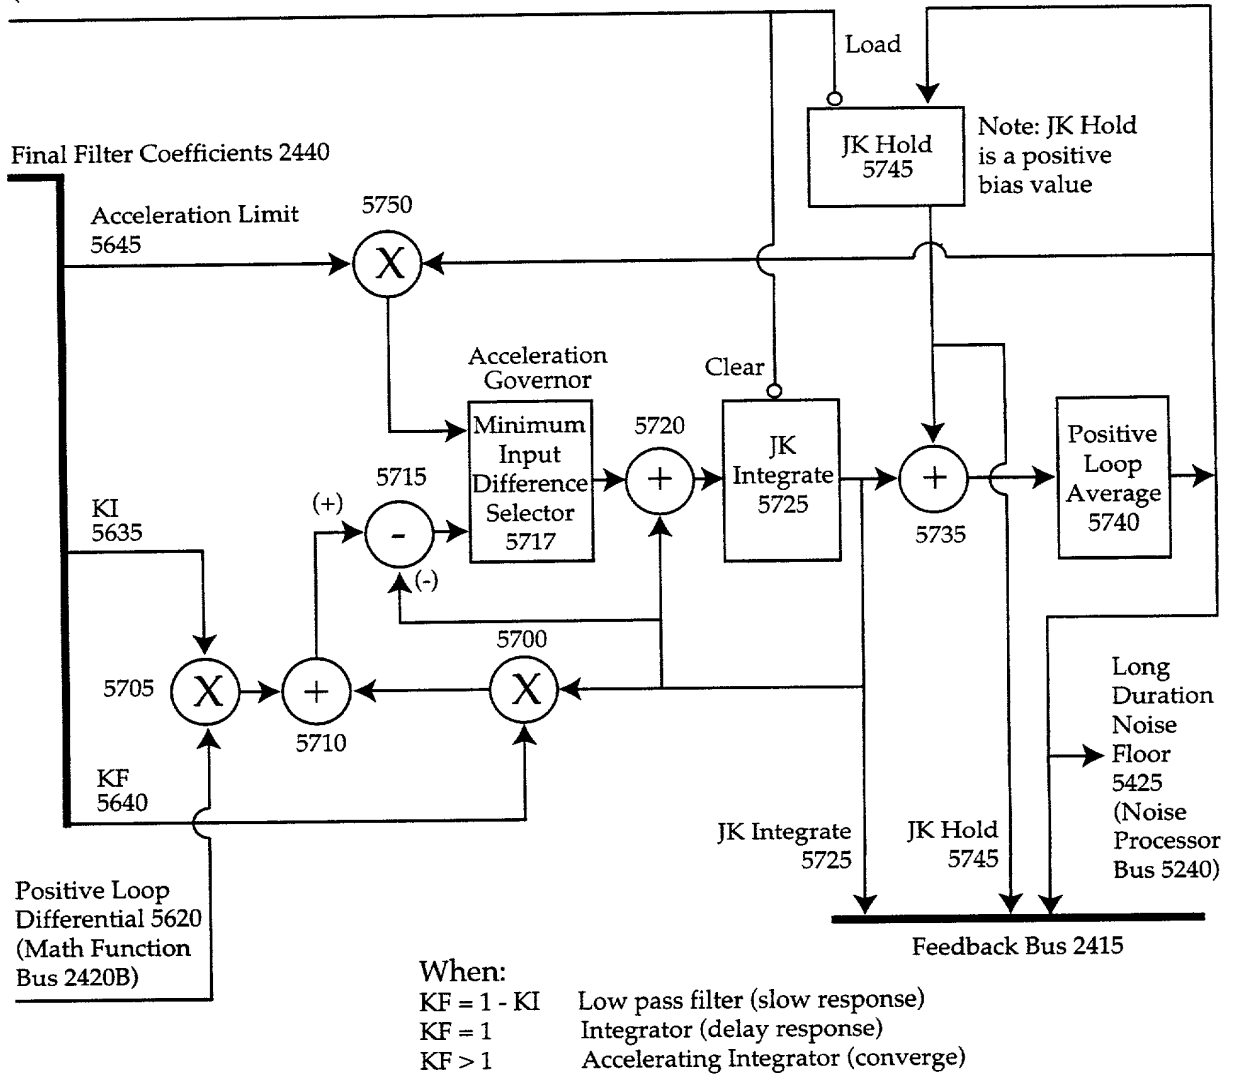 Load
JK Hold
5745
Note: JK Hold
is a positive
bias value
Final Filter Coefficients 2440
Acceleration Limit
5645
5750
X
Acceleration
Governor
Clear
Minimum
Input
Difference
Selector
5717
5720
+
JK
Integrate
5725
+
5735
Positive
Loop
Average
5740
5715
(+)
-
(-)
KI
5635
5700
5705
X
+
X
5710
KF
5640
Long
Duration
Noise
Floor
5425
(Noise
Processor
Bus 5240)
JK Integrate
5725
JK Hold
5745
Positive Loop
Differential 5620
(Math Function
Bus 2420B)
Feedback Bus 2415
When:
KF = 1 - KI Low pass filter (slow response)
KF = 1 Integrator (delay response)
KF > 1 Accelerating Integrator (converge)